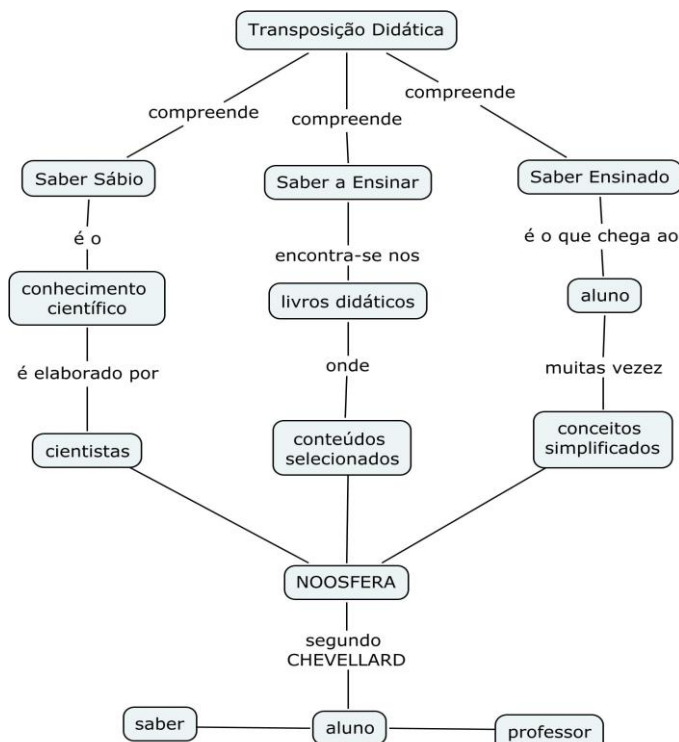 Transposição Didática
compreende
compreende
compreende
Saber Sábio
Saber a Ensinar
Saber Ensinado
é o
encontra-se nos
é o que chega ao
conhecimento
científico
livros didáticos
aluno
é elaborado por
onde
muitas vezez
cientistas
conteúdos
selecionados
conceitos
simplificados
NOOSFERA
segundo
CHEVELLARD
saber
aluno
professor